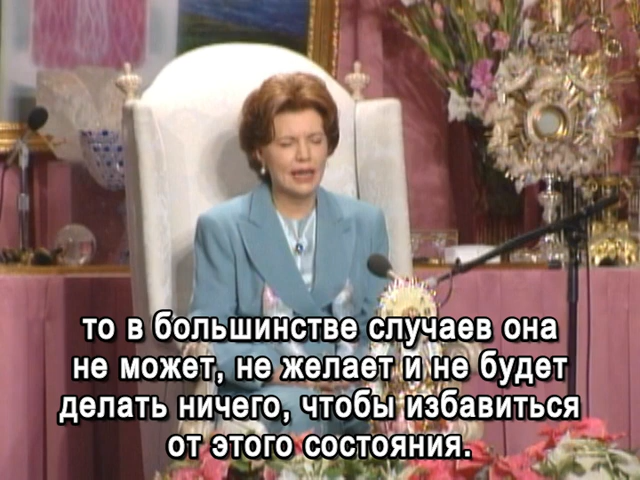 то в большинстве случаев она
не может, не желает и не будет
делать ничего, чтобы избавиться
от этого состояния.